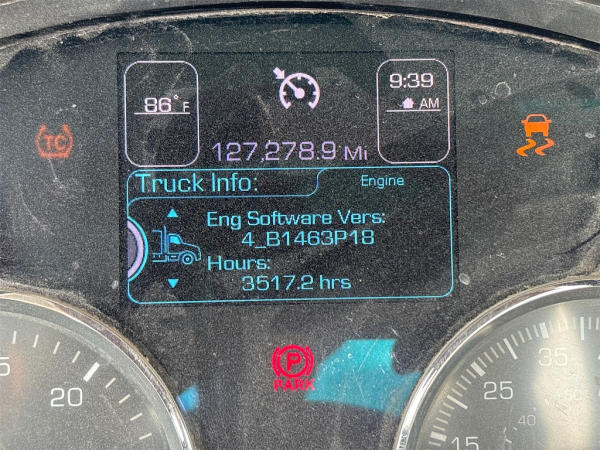 86°F
9:39
AM
TC
127,278.9 Mi
Truck Info:
Engine
Eng Software Vers:
4_B1463P18
Hours:
3517.2 hrs
P
PARK
5
20
15
25
35
40